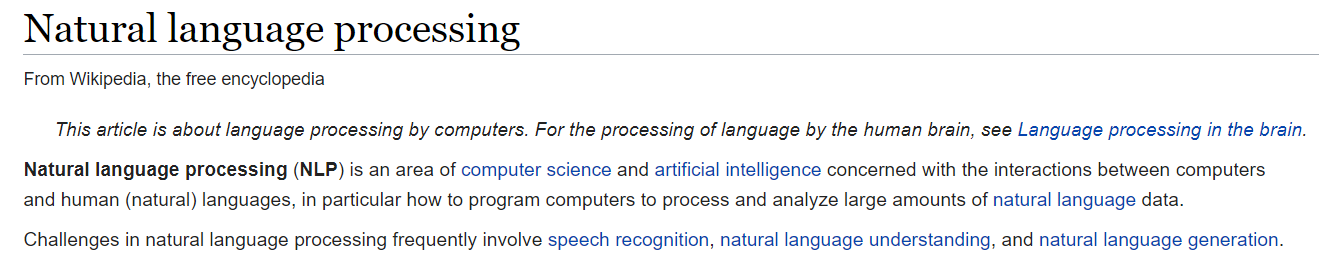 Natural language processing
From Wikipedia, the free encyclopedia
This article is about language processing by computers. For the processing of language by the human brain, see Language processing in the brain.
Natural language processing (NLP) is an area of computer science and artificial intelligence concerned with the interactions between computers
and human (natural) languages, in particular how to program computers to process and analyze large amounts of natural language data.
Challenges in natural language processing frequently involve speech recognition, natural language understanding, and natural language generation.